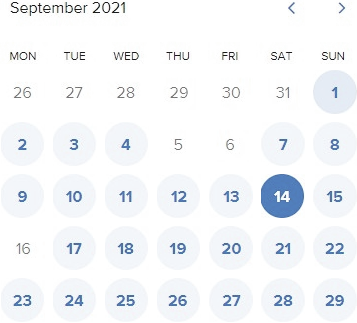 September 2021
MON TUE WED THU FRI SAT SUN
26 27 28 29 30 31 1
2 3 4 5 6 7 8
9 10 11 12 13 14 15
16 17 18 19 20 21 22
23 24 25 26 27 28 29